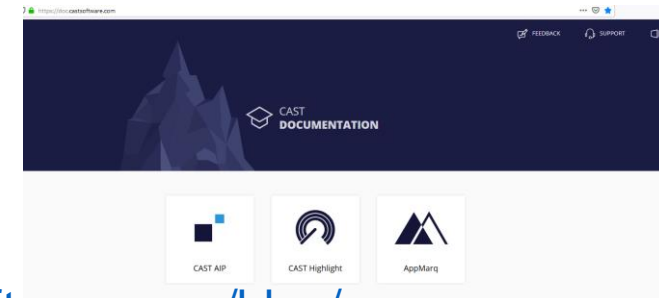 https://doc.castsoftware.com
FEEDBACK SUPPORT
CAST
DOCUMENTATION
CAST AIP CAST Highlight AppMarq